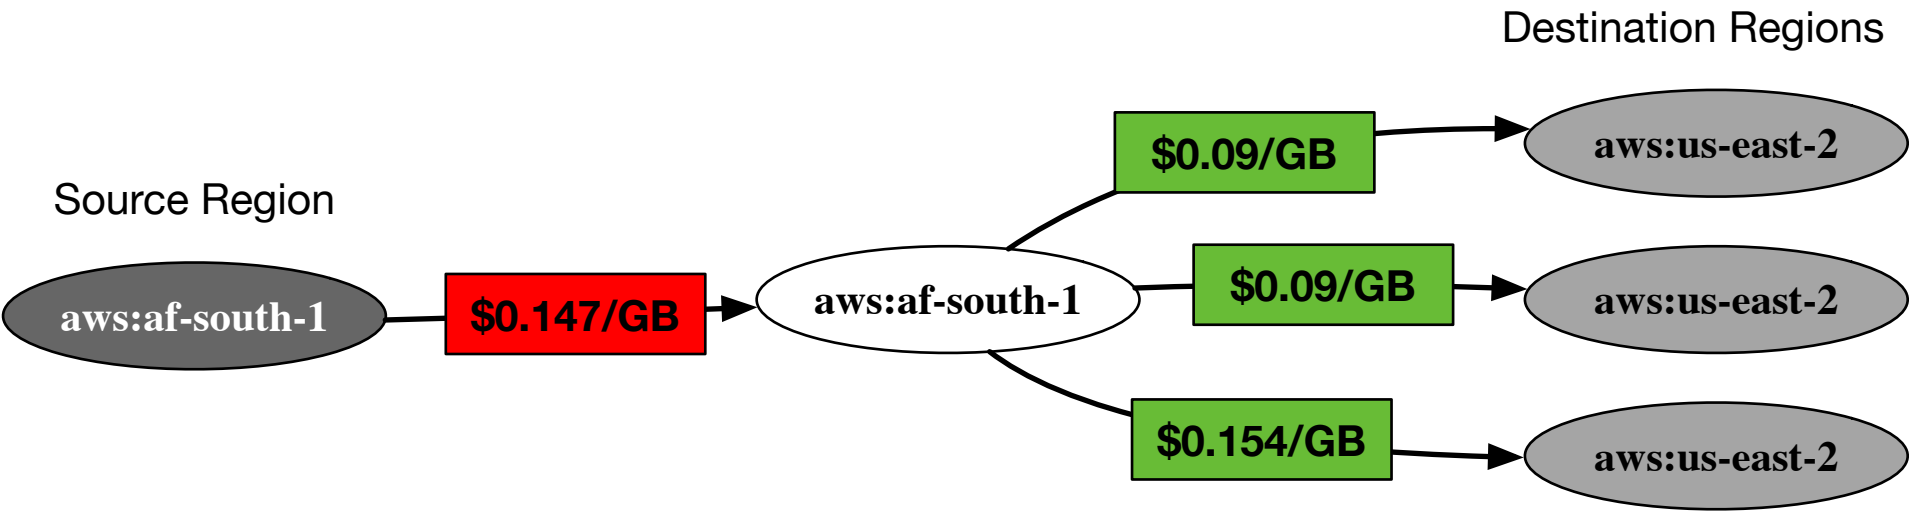 Destination Regions
$0.09/GB
aws:us-east-2
Source Region
aws:af-south-1
$0.147/GB
aws:af-south-1
$0.09/GB
aws:us-east-2
$0.154/GB
aws:us-east-2